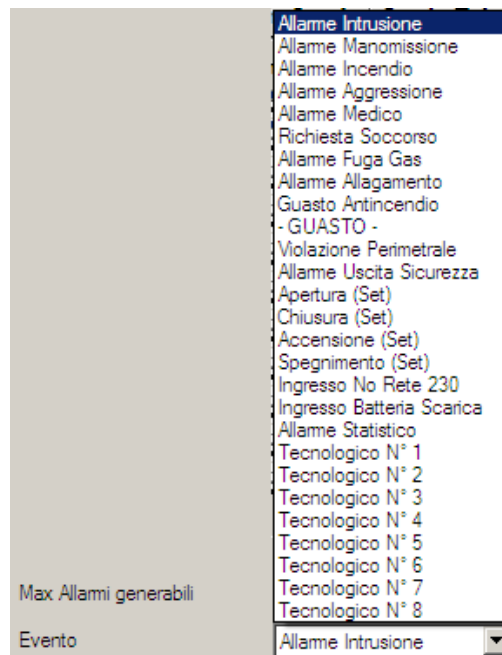 Allarme Intrusione
Allarme Manomissione
Allarme Incendio
Allarme Aggressione
Allarme Medico
Richiesta Soccorso
Allarme Fuga Gas
Allarme Allagamento
Guasto Antincendio
- GUASTO -
Violazione Perimetrale
Allarme Uscita Sicurezza
Apertura (Set)
Chiusura (Set)
Accensione (Set)
Spegnimento (Set)
Ingresso No Rete 230
Ingresso Batteria Scarica
Allarme Statistico
Tecnologico N° 1
Tecnologico N° 2
Tecnologico N° 3
Tecnologico N° 4
Tecnologico N° 5
Tecnologico N° 6
Tecnologico N° 7
Tecnologico N° 8
Max Allarmi generabili
Evento Allarme Intrusione